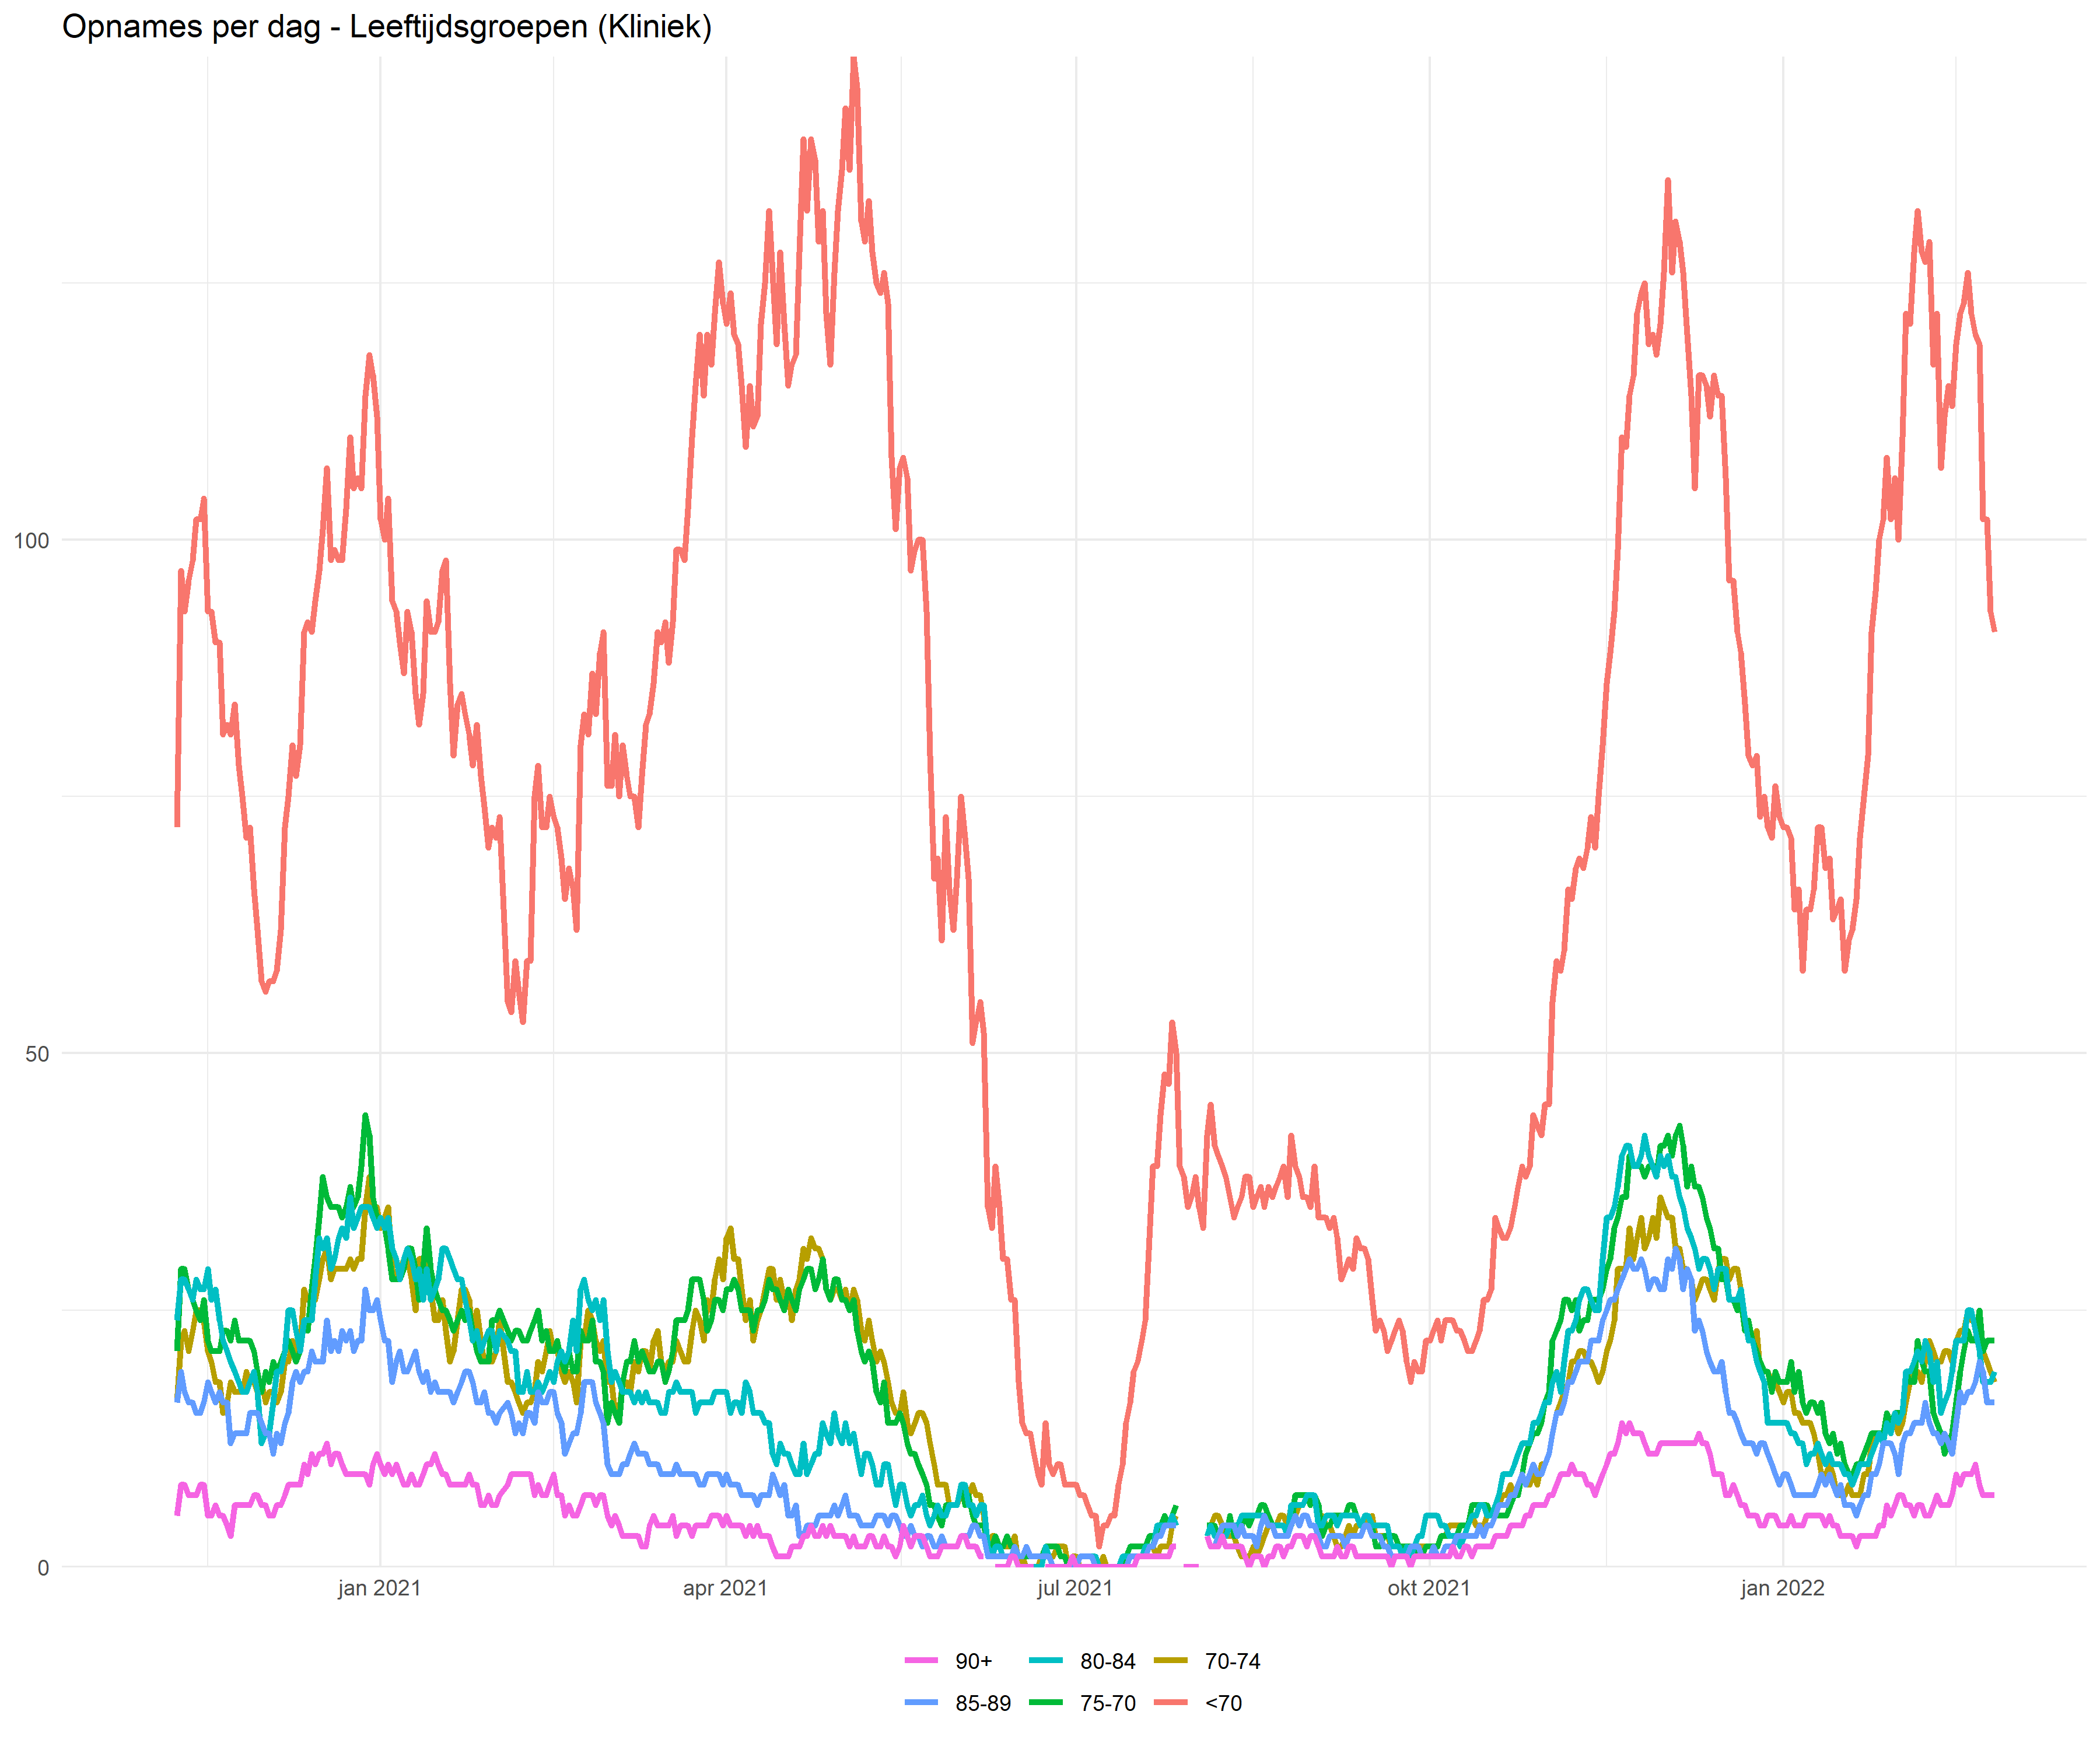 Opnames per dag - Leeftijdsgroepen (Kliniek)
100
50
0
jan 2021 apr 2021 jul 2021 okt 2021 jan 2022
90+ 80-84 70-74
85-89 75-70 <70